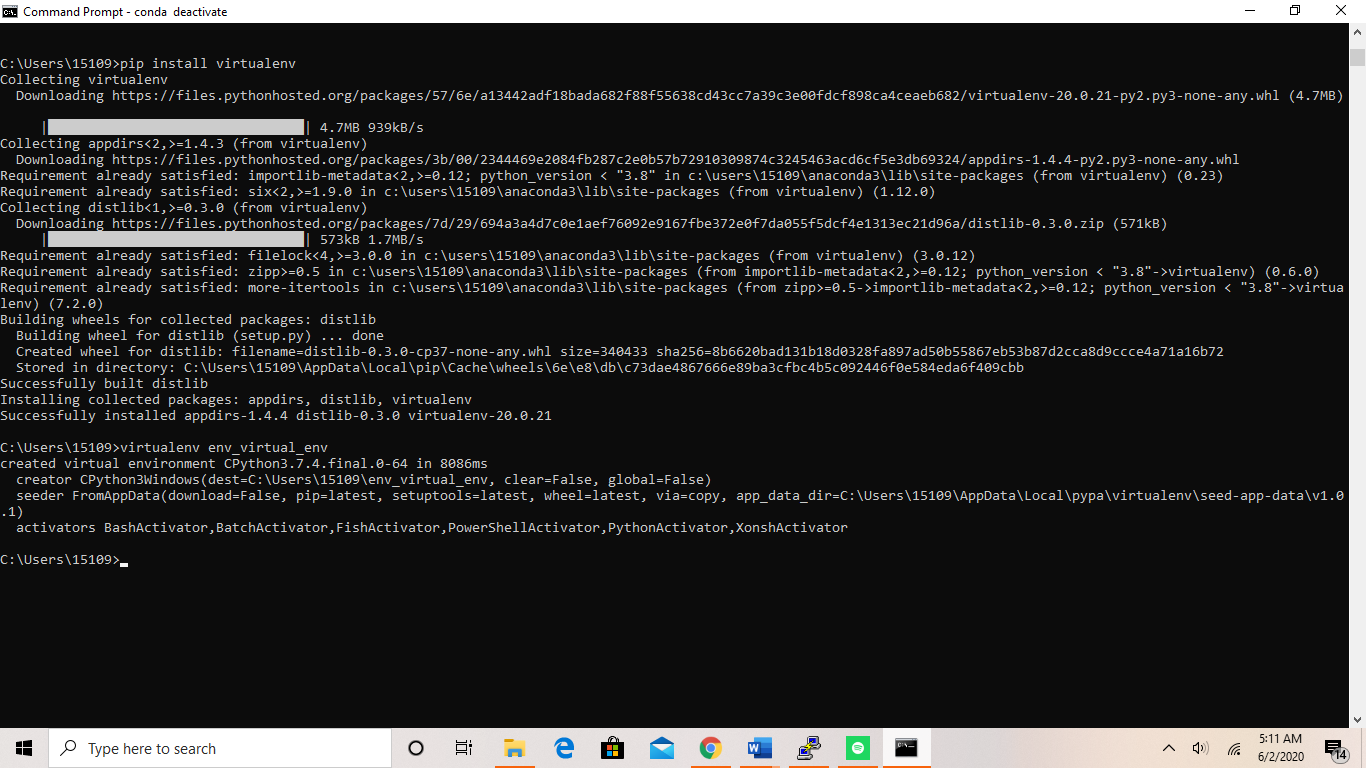 Command Prompt - conda  deactivate
C:\Users\15109>pip install virtualenv
Collecting virtualenv
  Downloading https://files.pythonhosted.org/packages/57/6e/a13442adf18bada682f88f55638cd43cc7a39c3e00fdcf898ca4ceaeb682/virtualenv-20.0.21-py2.py3-none-any.whl (4.7MB)
     |████████████████████████████████| 4.7MB 939kB/s
Collecting appdirs<2,>=1.4.3 (from virtualenv)
  Downloading https://files.pythonhosted.org/packages/3b/00/2344469e2084fb287c2e0b57b72910309874c3245463acd6cf5e3db69324/appdirs-1.4.4-py2.py3-none-any.whl
Requirement already satisfied: importlib-metadata<2,>=0.12; python_version < "3.8" in c:\users\15109\anaconda3\lib\site-packages (from virtualenv) (0.23)
Requirement already satisfied: six<2,>=1.9.0 in c:\users\15109\anaconda3\lib\site-packages (from virtualenv) (1.12.0)
Collecting distlib<1,>=0.3.0 (from virtualenv)
  Downloading https://files.pythonhosted.org/packages/7d/29/694a3a4d7c0e1aef76092e9167fbe372e0f7da055f5dcf4e1313ec21d96a/distlib-0.3.0.zip (571kB)
     |████████████████████████████████| 573kB 1.7MB/s
Requirement already satisfied: filelock<4,>=3.0.0 in c:\users\15109\anaconda3\lib\site-packages (from virtualenv) (3.0.12)
Requirement already satisfied: zipp>=0.5 in c:\users\15109\anaconda3\lib\site-packages (from importlib-metadata<2,>=0.12; python_version < "3.8"->virtualenv) (0.6.0)
Requirement already satisfied: more-itertools in c:\users\15109\anaconda3\lib\site-packages (from zipp>=0.5->importlib-metadata<2,>=0.12; python_version < "3.8"->virtua
lenv) (7.2.0)
Building wheels for collected packages: distlib
  Building wheel for distlib (setup.py) ... done
  Created wheel for distlib: filename=distlib-0.3.0-cp37-none-any.whl size=340433 sha256=8b6620bad131b18d0328fa897ad50b55867eb53b87d2cca8d9ccce4a71a16b72
  Stored in directory: C:\Users\15109\AppData\Local\pip\Cache\wheels\6e\e8\db\c73dae4867666e89ba3cfbc4b5c092446f0e584eda6f409cbb
Successfully built distlib
Installing collected packages: appdirs, distlib, virtualenv
Successfully installed appdirs-1.4.4 distlib-0.3.0 virtualenv-20.0.21
C:\Users\15109>virtualenv env_virtual_env
created virtual environment CPython3.7.4.final.0-64 in 8086ms
  creator CPython3Windows(dest=C:\Users\15109\env_virtual_env, clear=False, global=False)
  seeder FromAppData(download=False, pip=latest, setuptools=latest, wheel=latest, via=copy, app_data_dir=C:\Users\15109\AppData\Local\pypa\virtualenv\seed-app-data\v1.0
.1)
  activators BashActivator,BatchActivator,FishActivator,PowerShellActivator,PythonActivator,XonshActivator
C:\Users\15109>
Type here to search
5:11 AM
6/2/2020
14